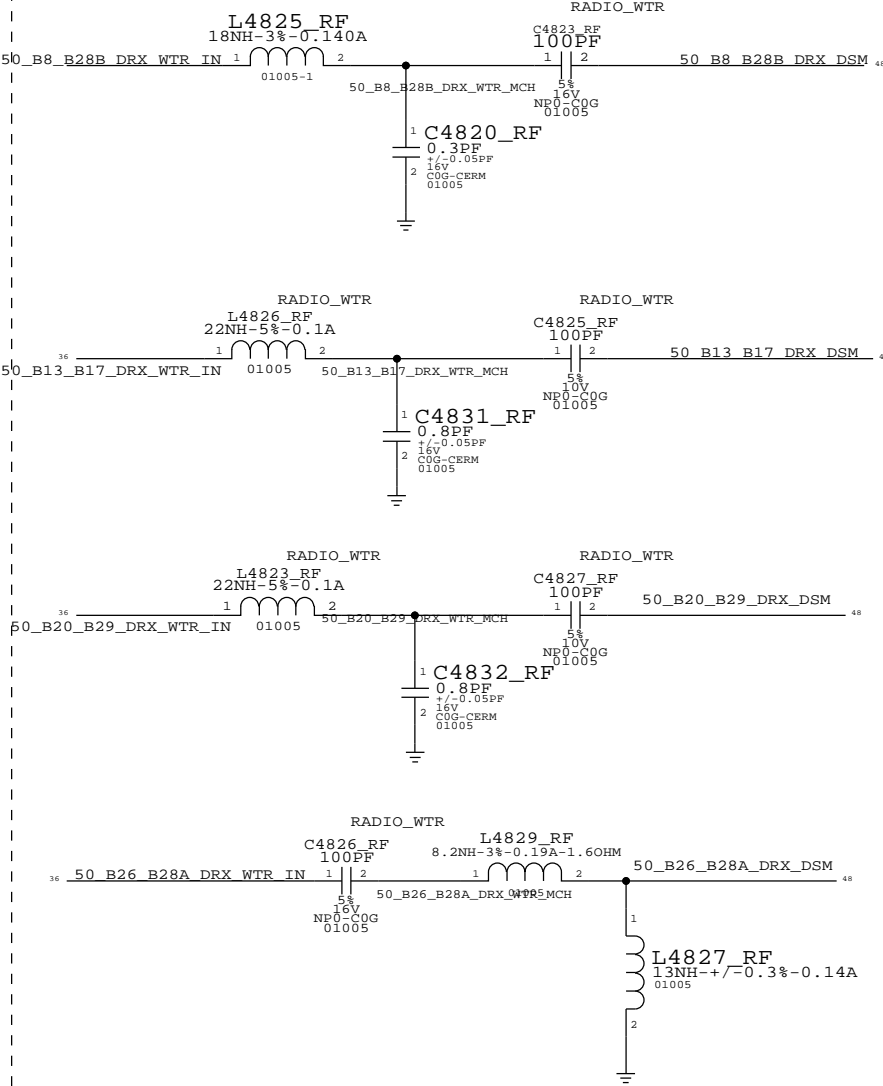 RADIO_WTR
L4825_RF
18NH-3%-0.140A
C4823_RF
100PF
50_B8_B28B_DRX_WTR_IN
1
2
01005-1
50_B8_B28B_DRX_WTR_MCH
1
2
50_B8_B28B_DRX_DSM
48
5%
16V
NP0-C0G
01005
1
C4820_RF
0.3PF
+/-0.05PF
16V
C0G-CERM
01005
2
RADIO_WTR
RADIO_WTR
L4826_RF
22NH-5%-0.1A
C4825_RF
100PF
36
50_B13_B17_DRX_WTR_IN
1
2
01005
50_B13_B17_DRX_WTR_MCH
1
2
50_B13_B17_DRX_DSM
5%
10V
NP0-C0G
01005
1
C4831_RF
0.8PF
+/-0.05PF
16V
C0G-CERM
01005
2
RADIO_WTR
RADIO_WTR
L4823_RF
22NH-5%-0.1A
C4827_RF
100PF
36
50_B20_B29_DRX_WTR_IN
1
2
01005
50_B20_B29_DRX_WTR_MCH
1
2
50_B20_B29_DRX_DSM
48
5%
10V
NP0-C0G
01005
1
C4832_RF
0.8PF
+/-0.05PF
16V
C0G-CERM
01005
2
RADIO_WTR
C4826_RF
100PF
L4829_RF
8.2NH-3%-0.19A-1.6OHM
36
50_B26_B28A_DRX_WTR_IN
1
2
5%
16V
NP0-C0G
01005
50_B26_B28A_DRX_WTR_MCH
1
2
01005
50_B26_B28A_DRX_DSM
48
1
L4827_RF
13NH-+/-0.3%-0.14A
01005
2